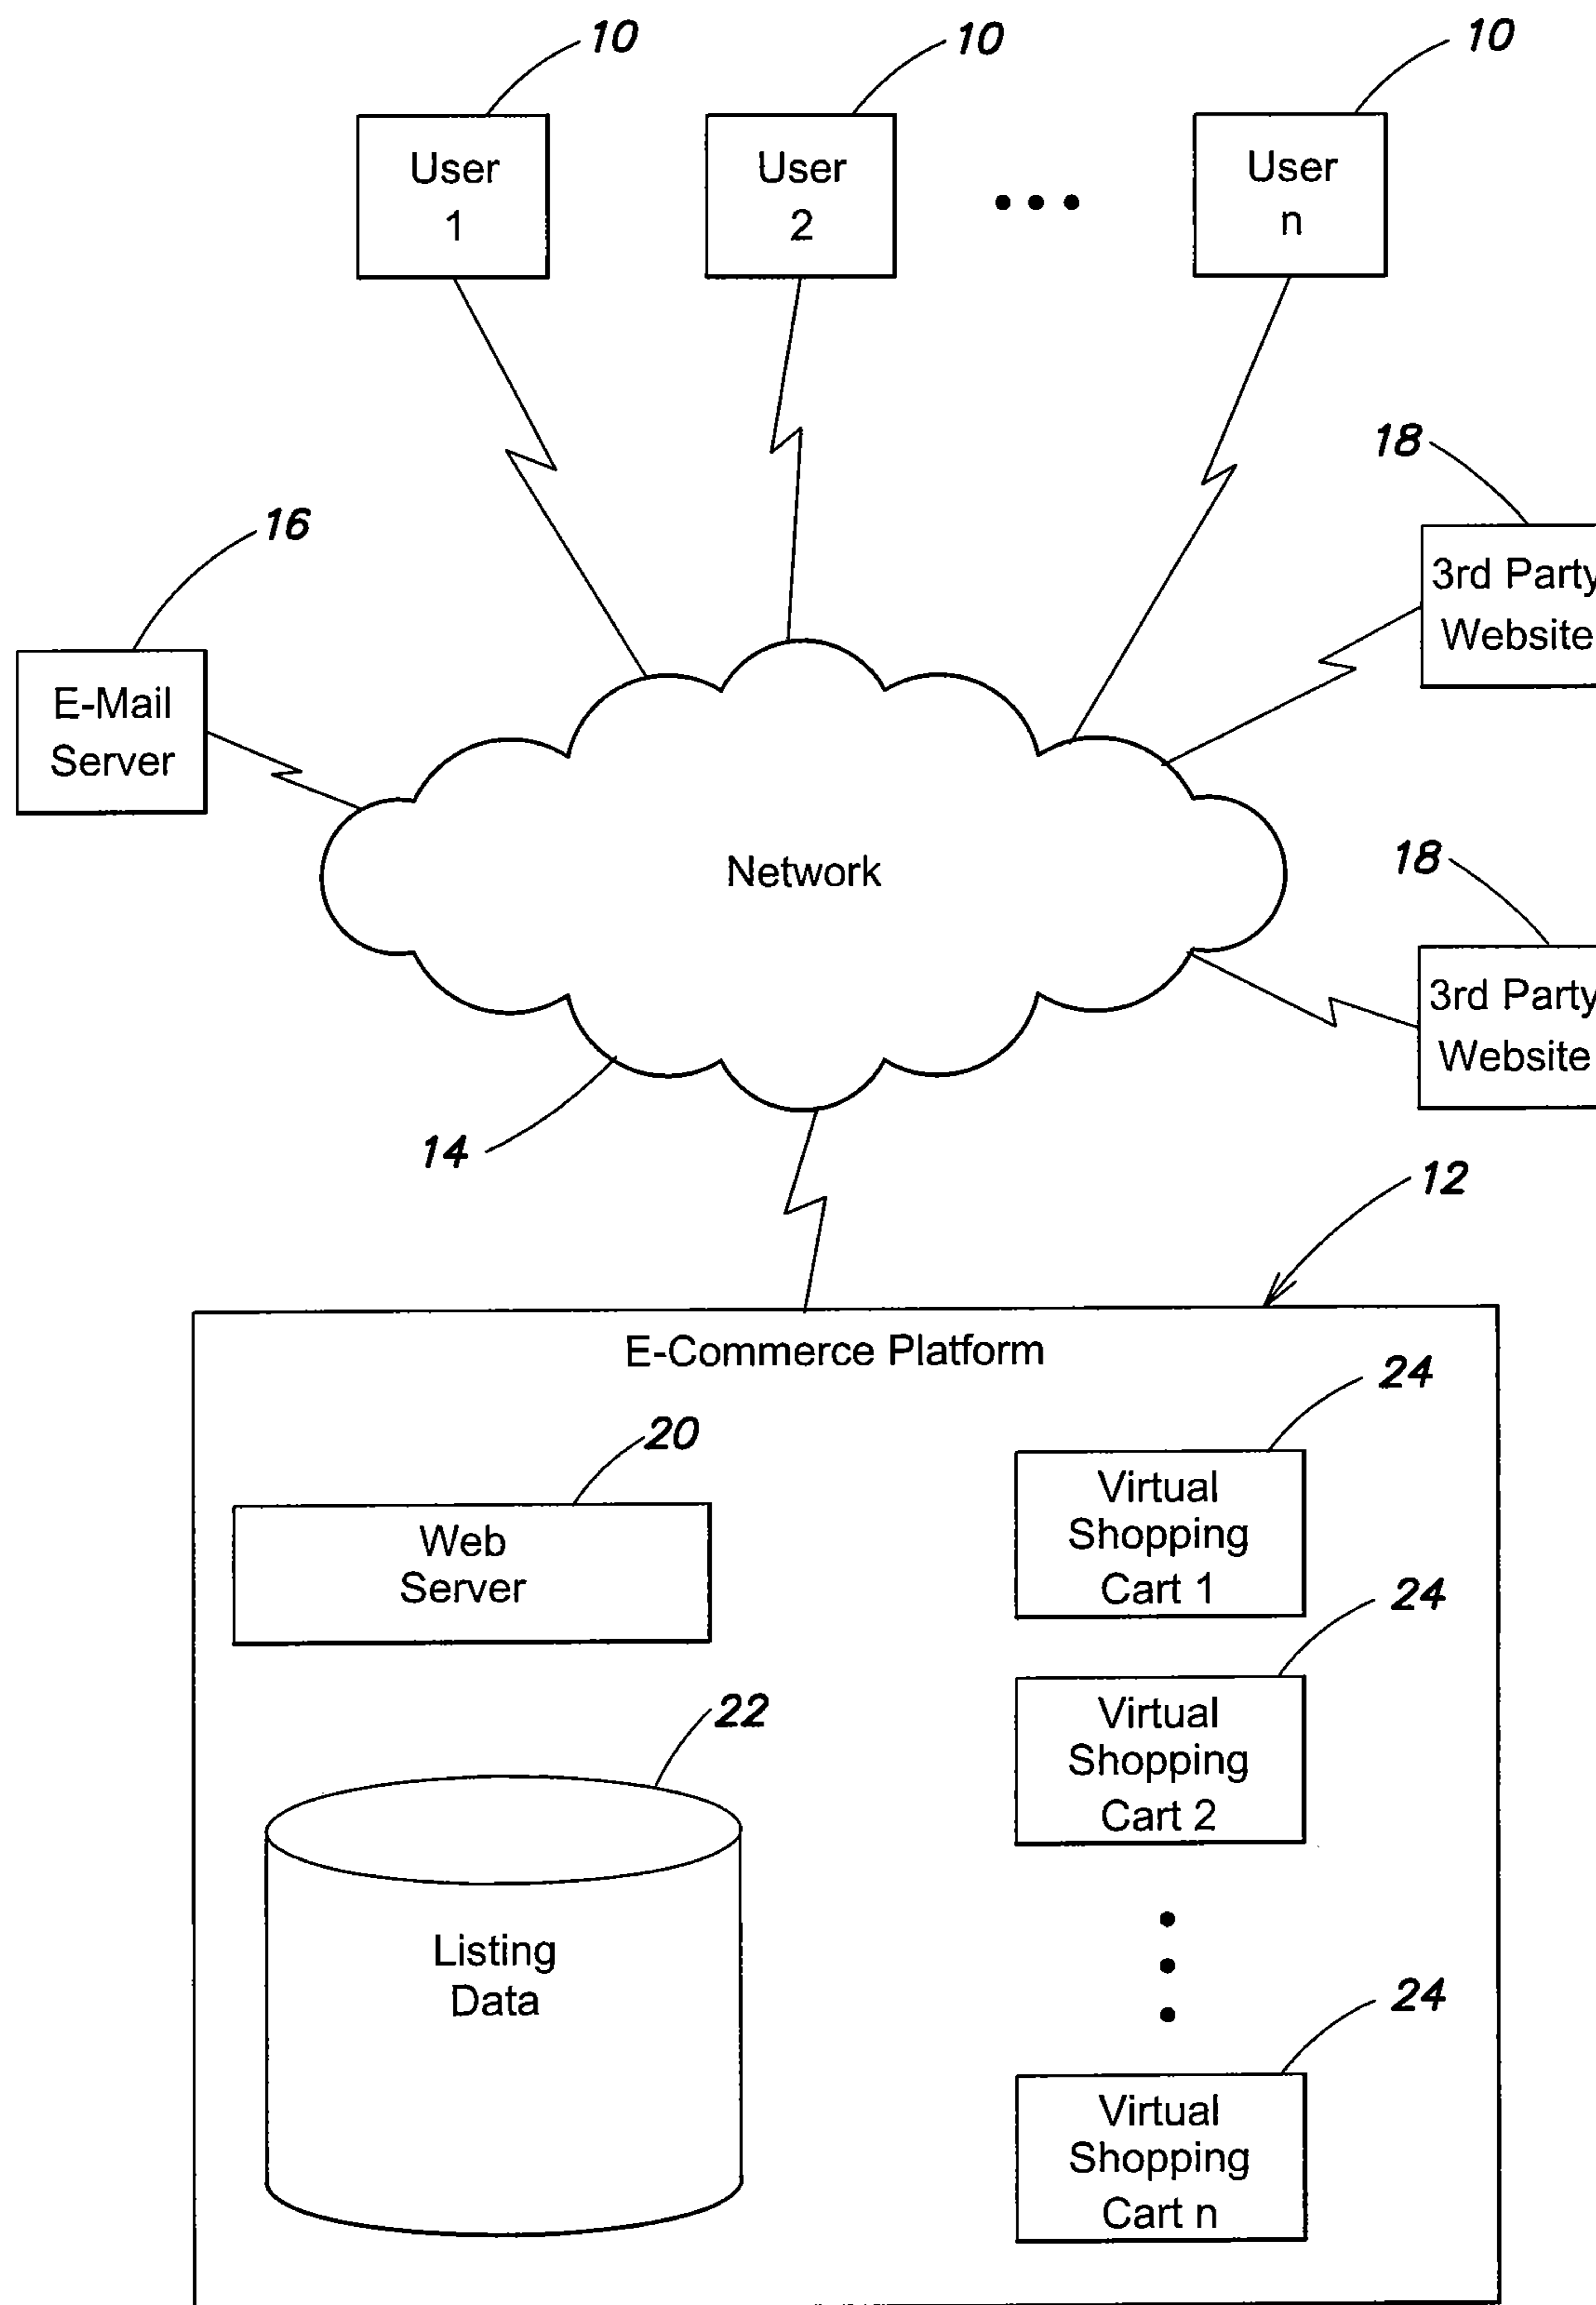 10
10
10
User
1
User
2
User
n
18
3rd Party
Website
16
E-Mail
Server
Network
18
3rd Party
Website
14
12
E-Commerce Platform
24
20
Virtual
Shopping
Cart 1
Web
Server
24
22
Virtual
Shopping
Cart 2
Listing
Data
24
Virtual
Shopping
Cart n